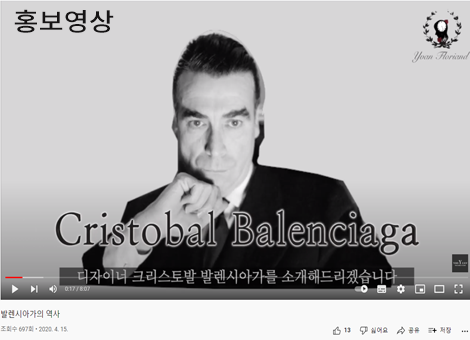 홍보영상
Yvan Floriand
Cristobal Balenciaga
디자이너 크리스토발 발렌시아가를 소개해드리겠습니다
0:17 / 8:07
발렌시아가의 역사
조회수 697회 • 2020. 4. 15.
13
싫어요
공유
저장